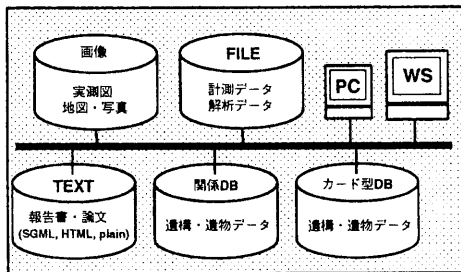 画像
実測図
地図・写真
FILE
計測データ
解析データ
PC
WS
TEXT
報告書・論文
(SGML, HTML, plain)
関係DB
遺構・遺物データ
カード型DB
遺構・遺物データ